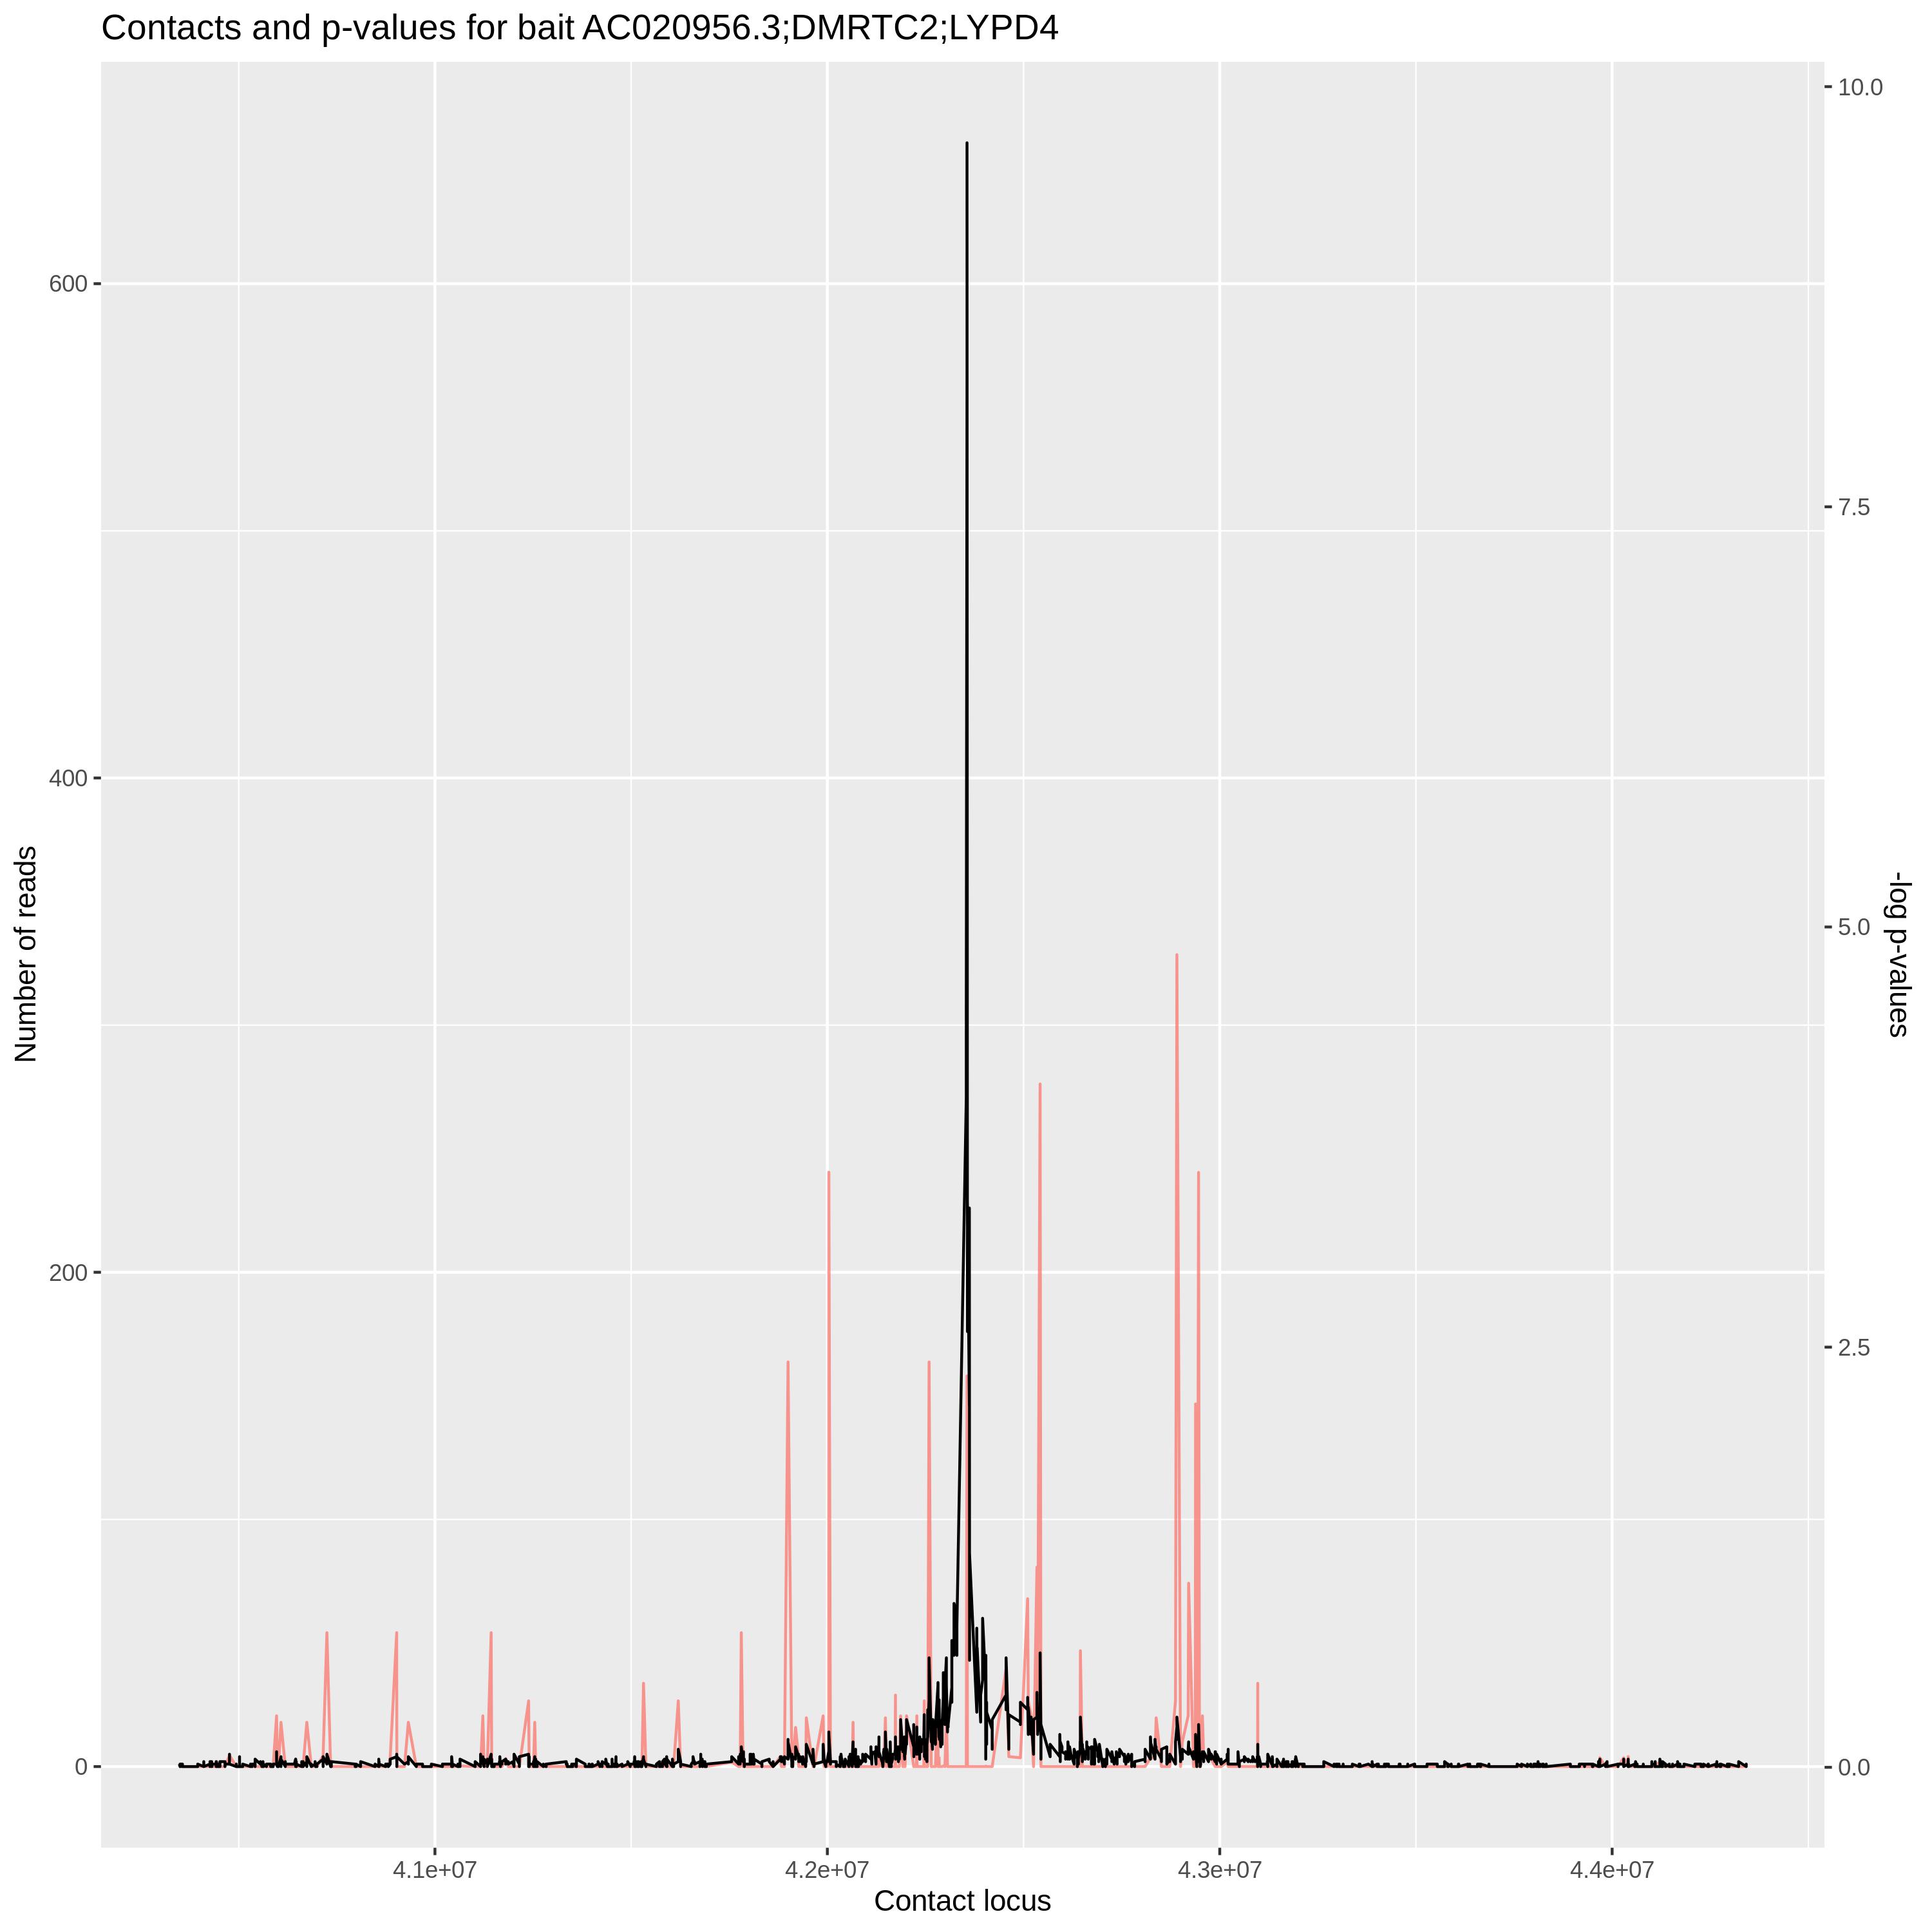 Contacts and p-values for bait AC020956.3;DMRTC2;LYPD4
10.0
600
7.5
400
5.0
Number of reads
-log p-values
200
2.5
0
0.0
4.1e+07 4.2e+07 4.3e+07 4.4e+07
Contact locus